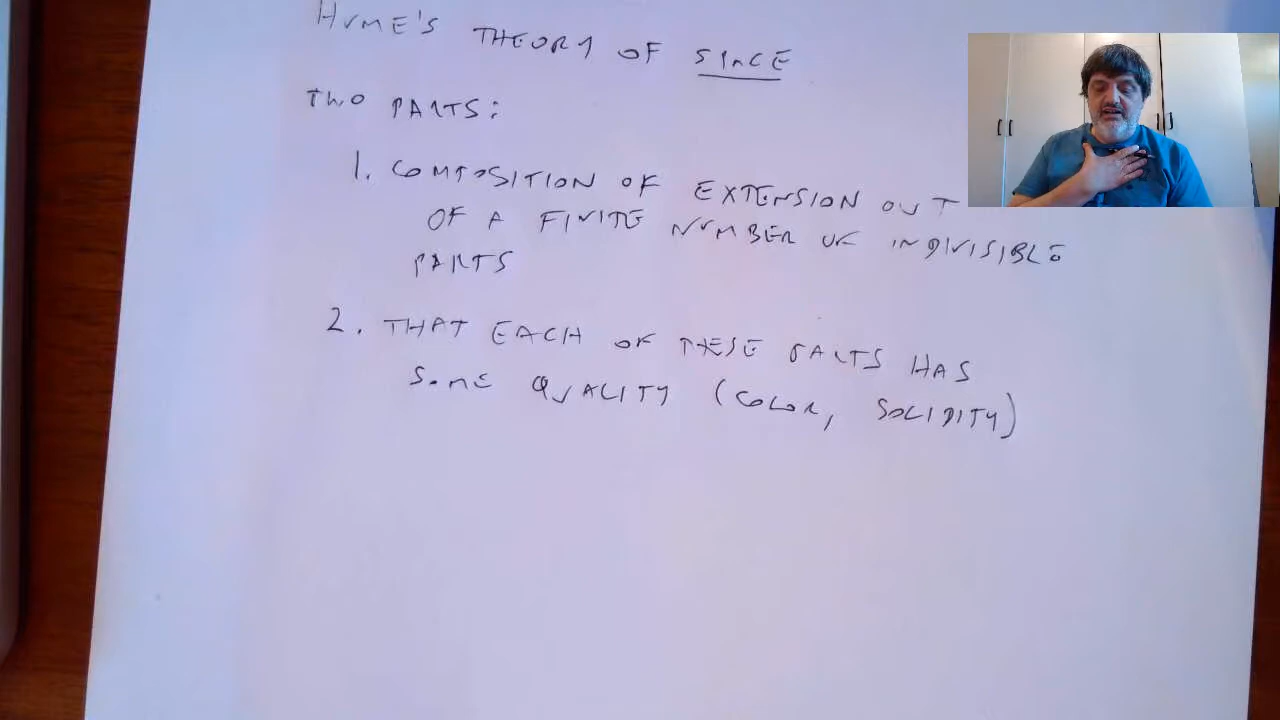 HUME'S THEORY OF SPACE
TWO PARTS:
1. COMPOSITION OF EXTENSION OUT
OF A FINITE NUMBER OF INDIVISIBLE
PARTS
2. THAT EACH OF THESE PARTS HAS
SOME QUALITY (COLOR, SOLIDITY)